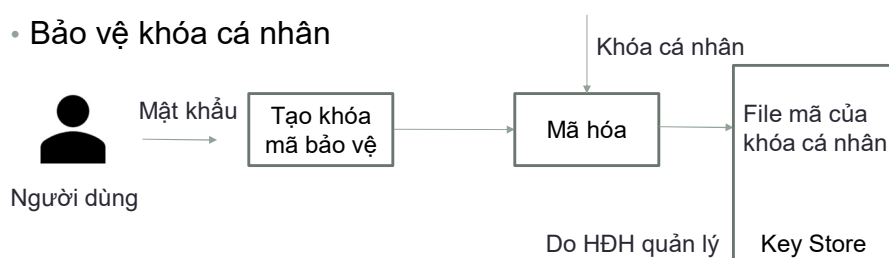 • Bảo vệ khóa cá nhân
Khóa cá nhân
Mật khẩu
Tạo khóa
mã bảo vệ
Mã hóa
File mã của
khóa cá nhân
Người dùng
Do HĐH quản lý
Key Store